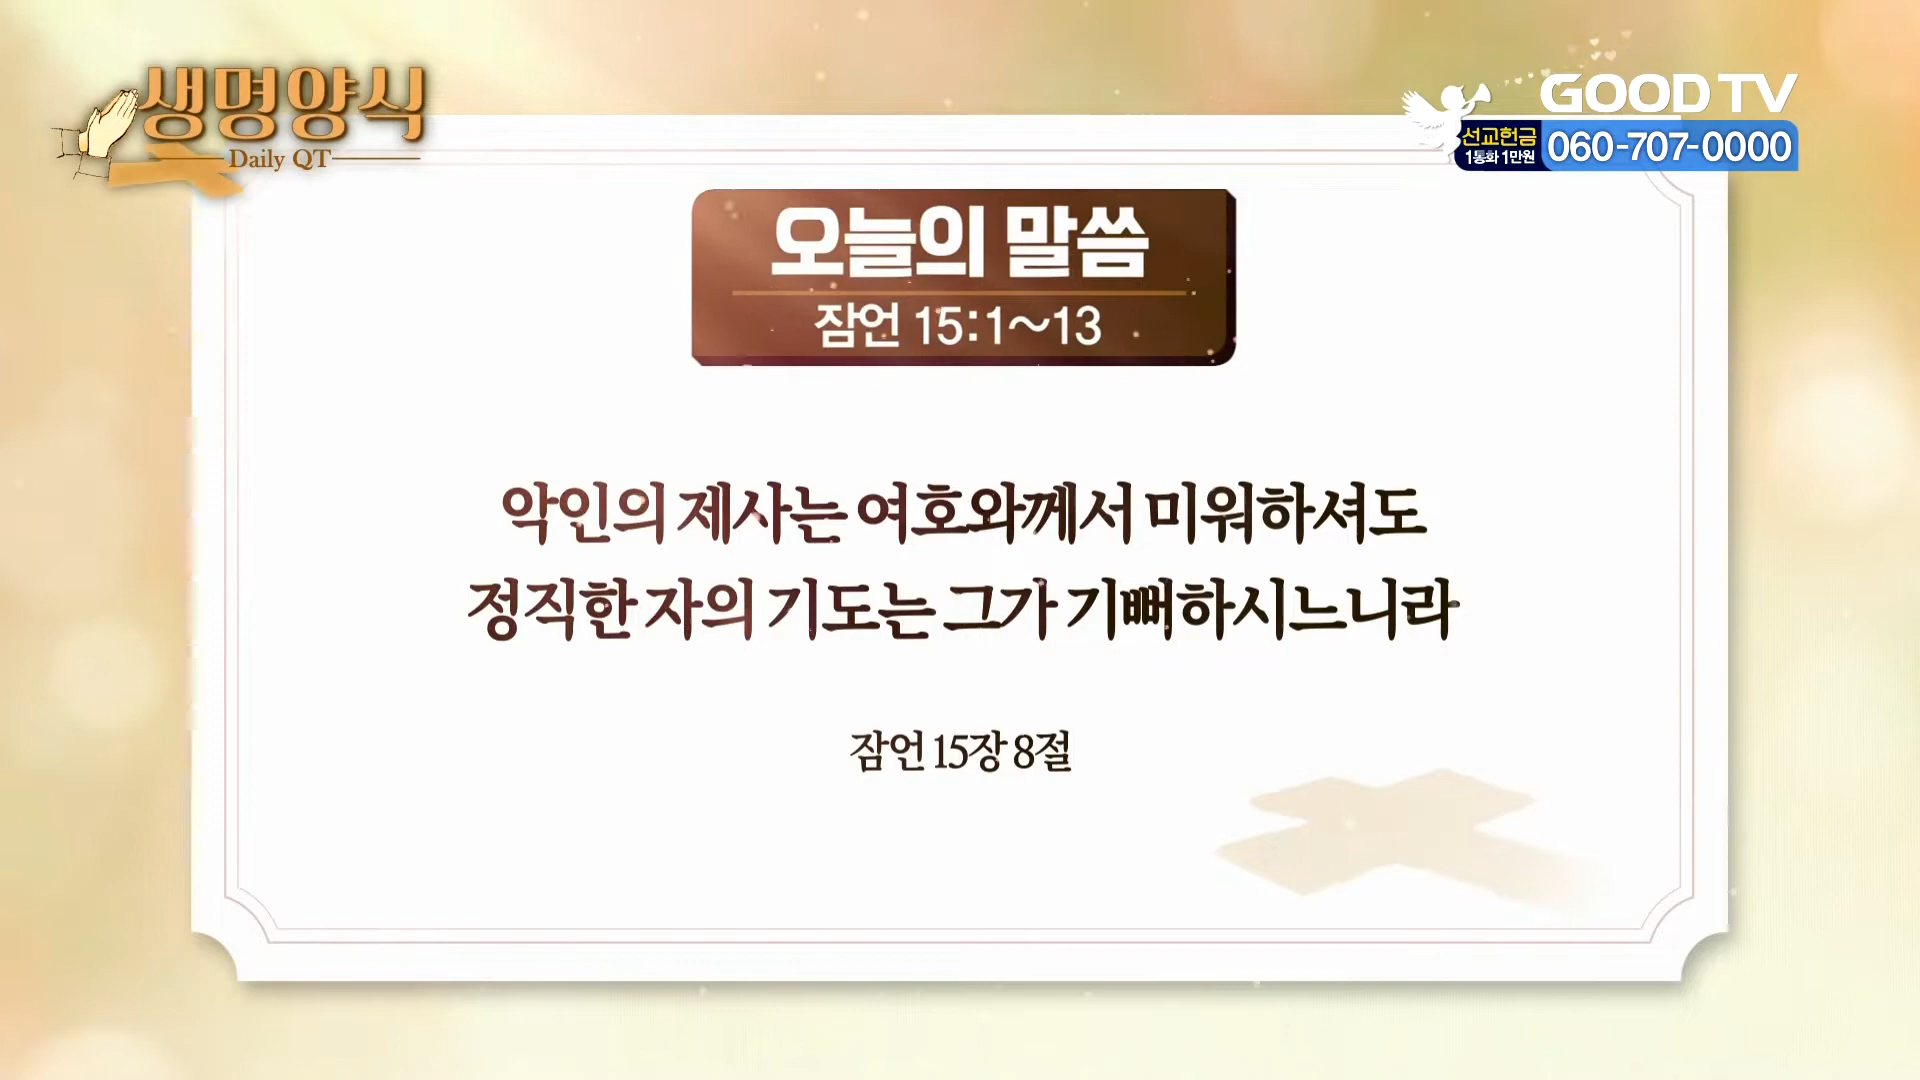 생명양식
Daily QT
GOODTV
선교헌금
1통화 1만원
060-707-0000
오늘의 말씀
잠언 15:1~13
악인의 제사는 여호와께서 미워하셔도
정직한 자의 기도는 그가 기뻐하시느니라
잠언 15장 8절